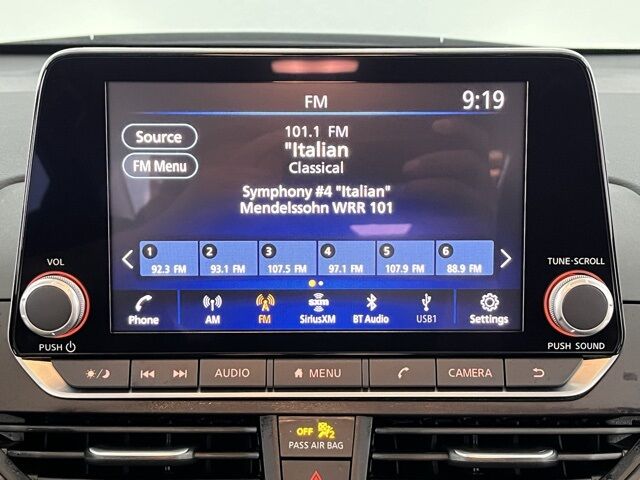 FM
9:19
Source
FM Menu
101.1 FM
"Italian
Classical
Symphony #4 "Italian"
Mendelssohn WRR 101
1 2 3 4 5 6
92.3 FM 93.1 FM 107.5 FM 97.1 FM 107.9 FM 88.9 FM
VOL
TUNE·SCROLL
sxm
Phone AM FM SiriusXM BT Audio USB1 Settings
PUSH
PUSH SOUND
AUDIO MENU CAMERA
OFF 2
PASS AIR BAG